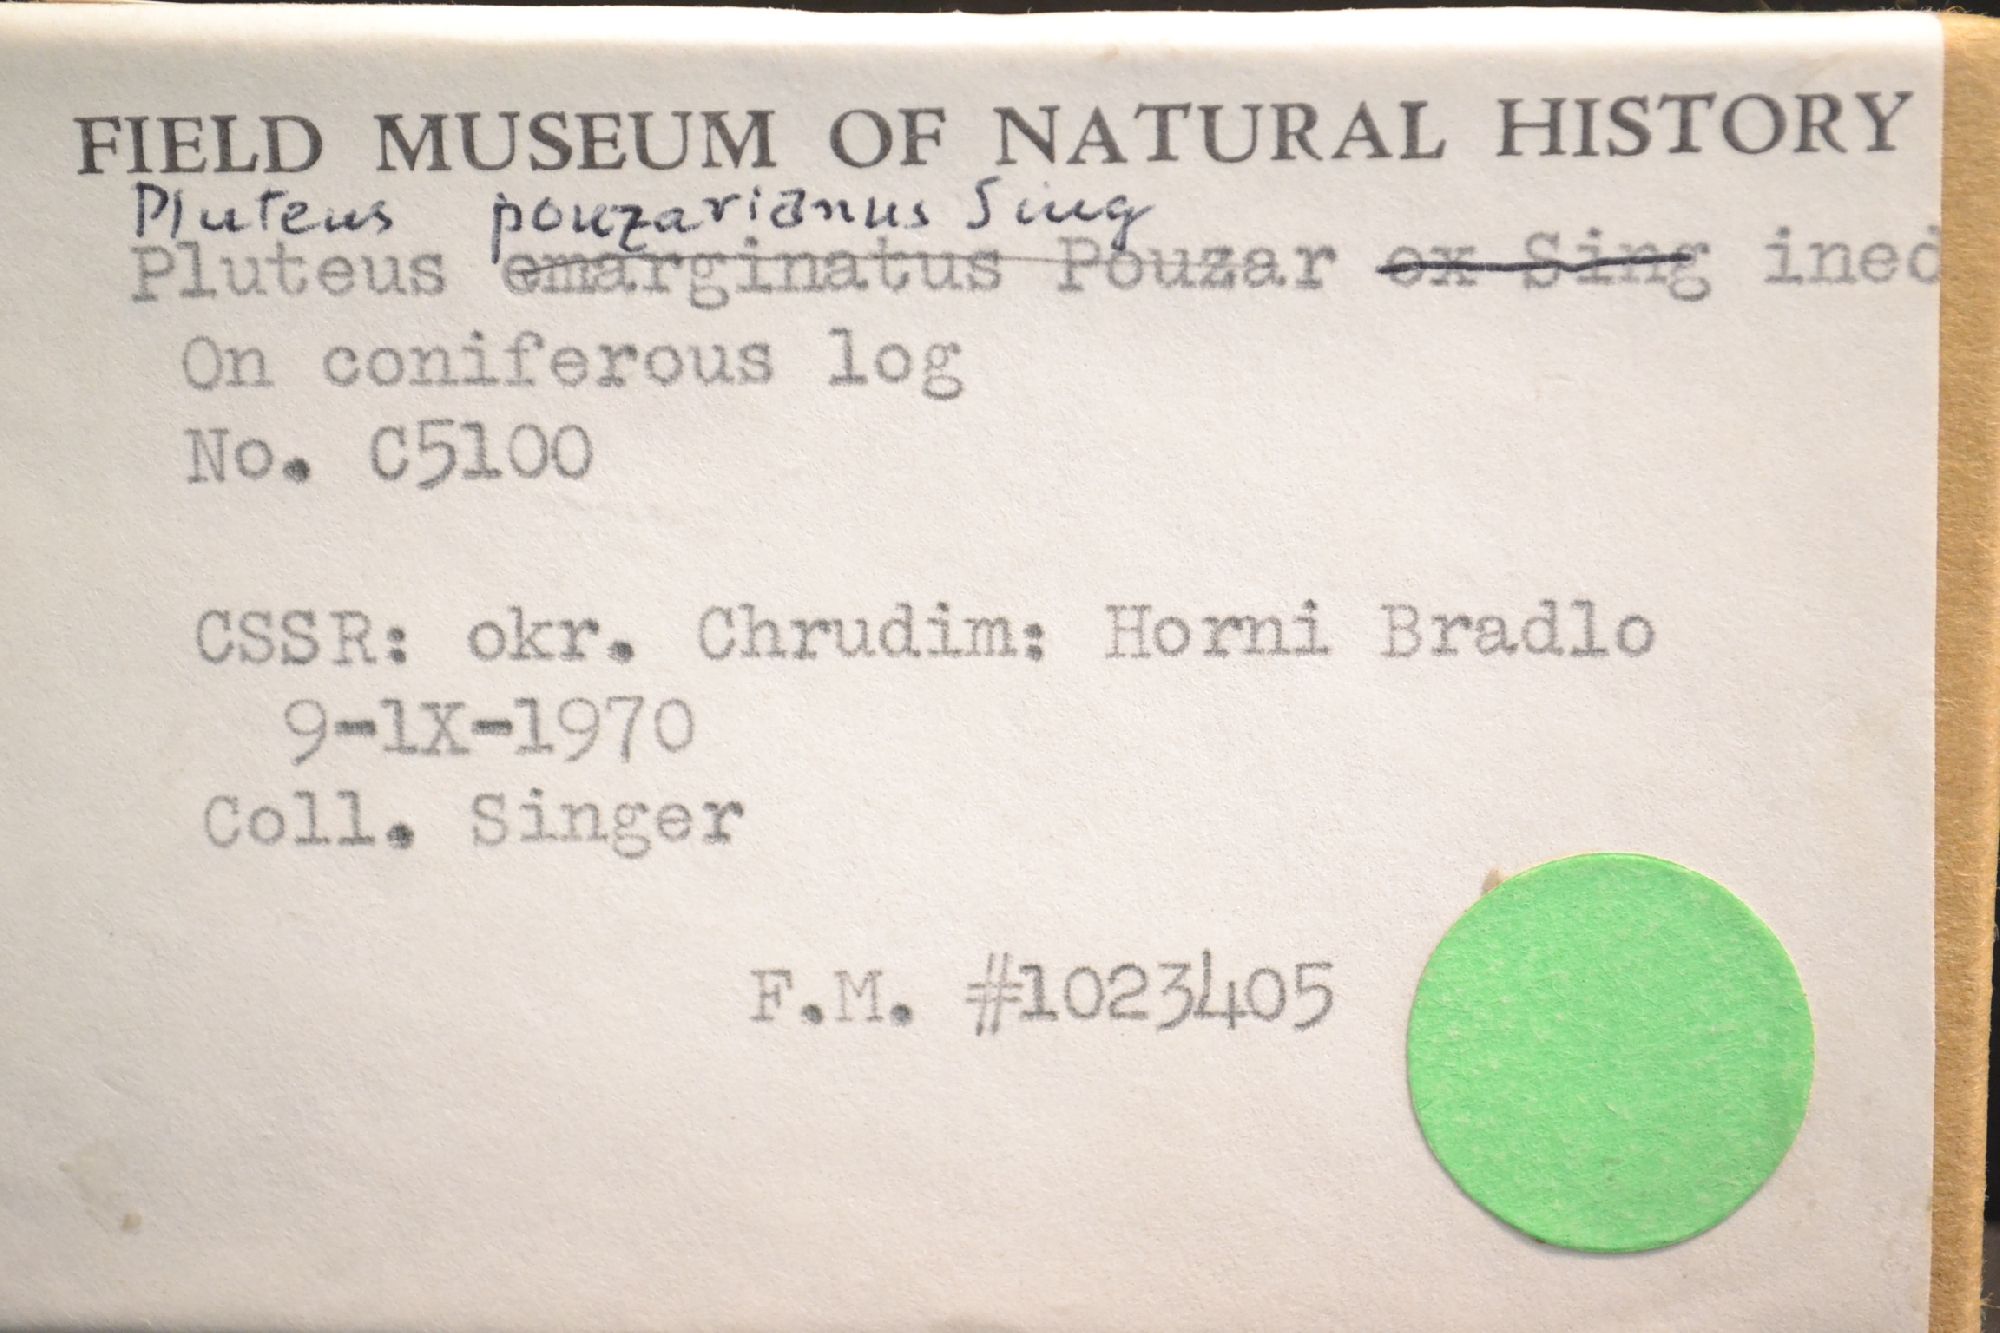 FIELD MUSEUM OF NATURAL HISTORY
Pluteus pouzarianus Sing
Pluteus emarginatus Pouzar ex Sing ined
On coniferous log
No. C5100
CSSR: okr. Chrudim: Horni Bradlo
9-1X-1970
Coll. Singer
F.M. #1023405